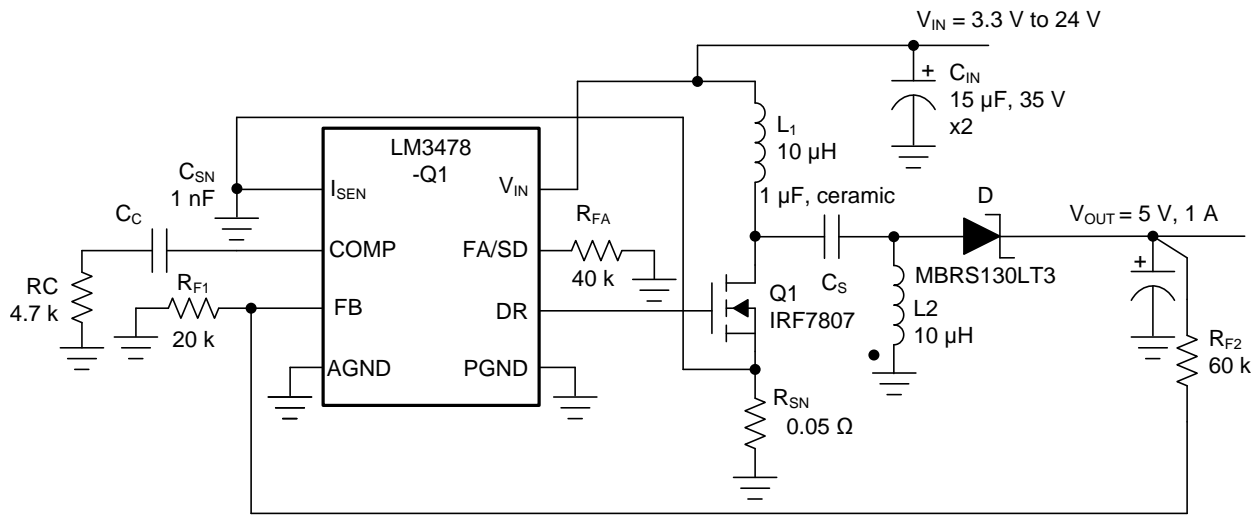 V_IN = 3.3 V to 24 V
C_IN
15 µF, 35 V
x2
LM3478
-Q1
L_1
10 µH
C_SN
1 nF
I_SEN
V_IN
1 µF, ceramic
D
V_OUT = 5 V, 1 A
C_C
R_FA
COMP
FA/SD
MBRS130LT3
C_S
RC
4.7 k
R_F1
40 k
FB
DR
Q1
IRF7807
L2
10 µH
20 k
R_F2
60 k
AGND
PGND
R_SN
0.05 Ω